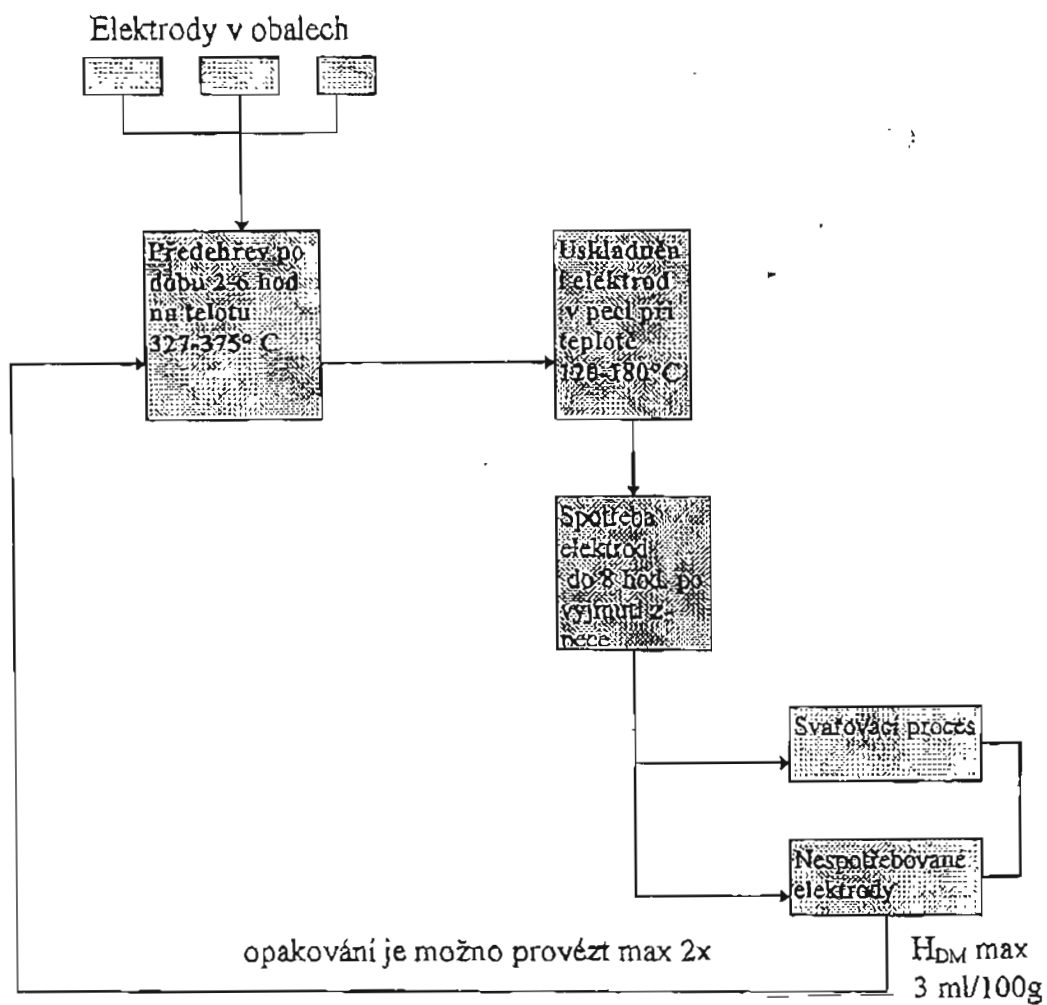 Elektrody v obalech
Předehřev po
dobu 2-6 hod
na telotu
327-375° C
Uskladněn
í elektrod
v peci při
teplotě
120-180°C
Spotřeba
elektrod
do 8 hod. po
vyjmutí z
pece
Svařovací proces
Nespotřebované
elektrody
opakování je možno provézt max 2x
H_DM max
3 ml/100g